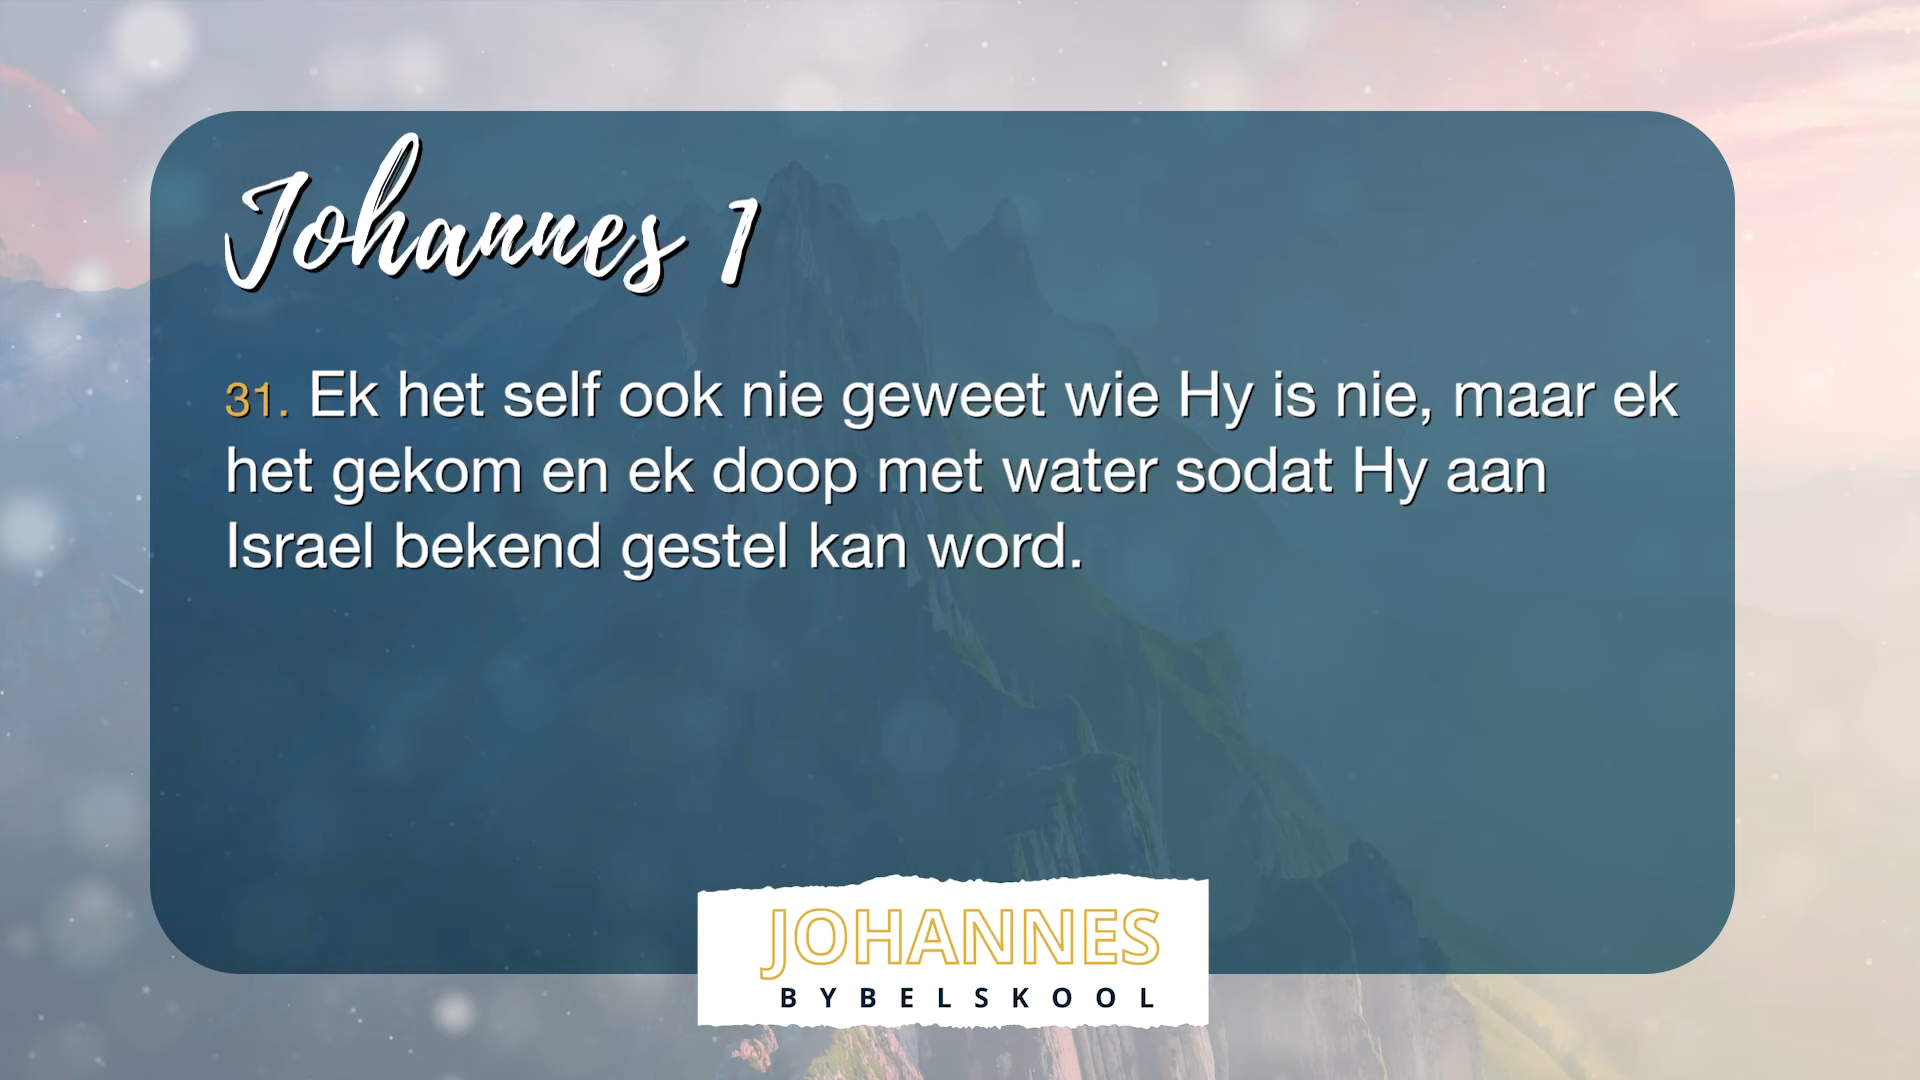 Johannes 1
31. Ek het self ook nie geweet wie Hy is nie, maar ek
het gekom en ek doop met water sodat Hy aan
Israel bekend gestel kan word.
JOHANNES
BYBELSKOOL